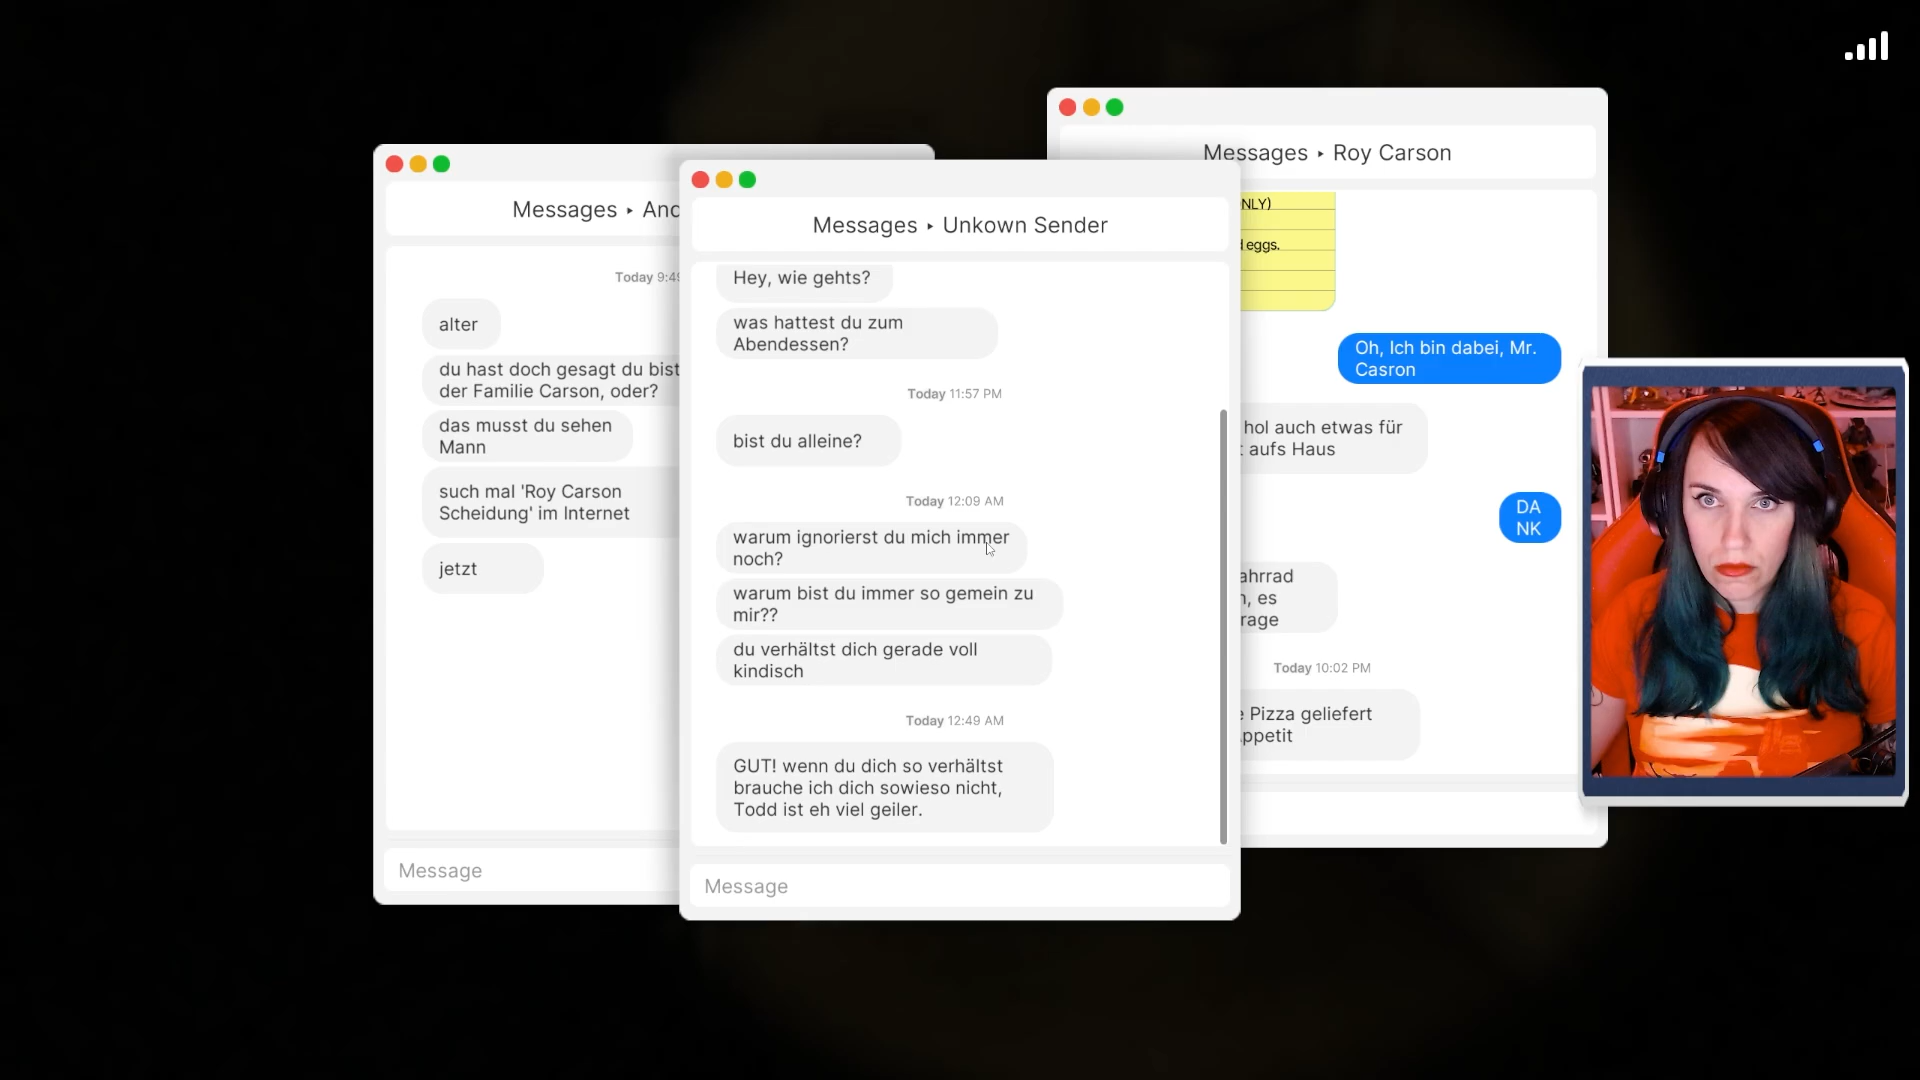 Messages ▸ And
Today 9:49
alter
du hast doch gesagt du bist
der Familie Carson, oder?
das musst du sehen
Mann
such mal 'Roy Carson
Scheidung' im Internet
jetzt
Message
Messages ▸ Unkown Sender
Hey, wie gehts?
was hattest du zum
Abendessen?
Today 11:57 PM
bist du alleine?
Today 12:09 AM
warum ignorierst du mich immer
noch?
warum bist du immer so gemein zu
mir??
du verhältst dich gerade voll
kindisch
Today 12:49 AM
GUT! wenn du dich so verhältst
brauche ich dich sowieso nicht,
Todd ist eh viel geiler.
Message
Messages ▸ Roy Carson
NLY)
eggs.
Oh, Ich bin dabei, Mr.
Casron
hol auch etwas für
aufs Haus
DA
NK
ahrrad
, es
rage
Today 10:02 PM
Pizza geliefert
ppetit